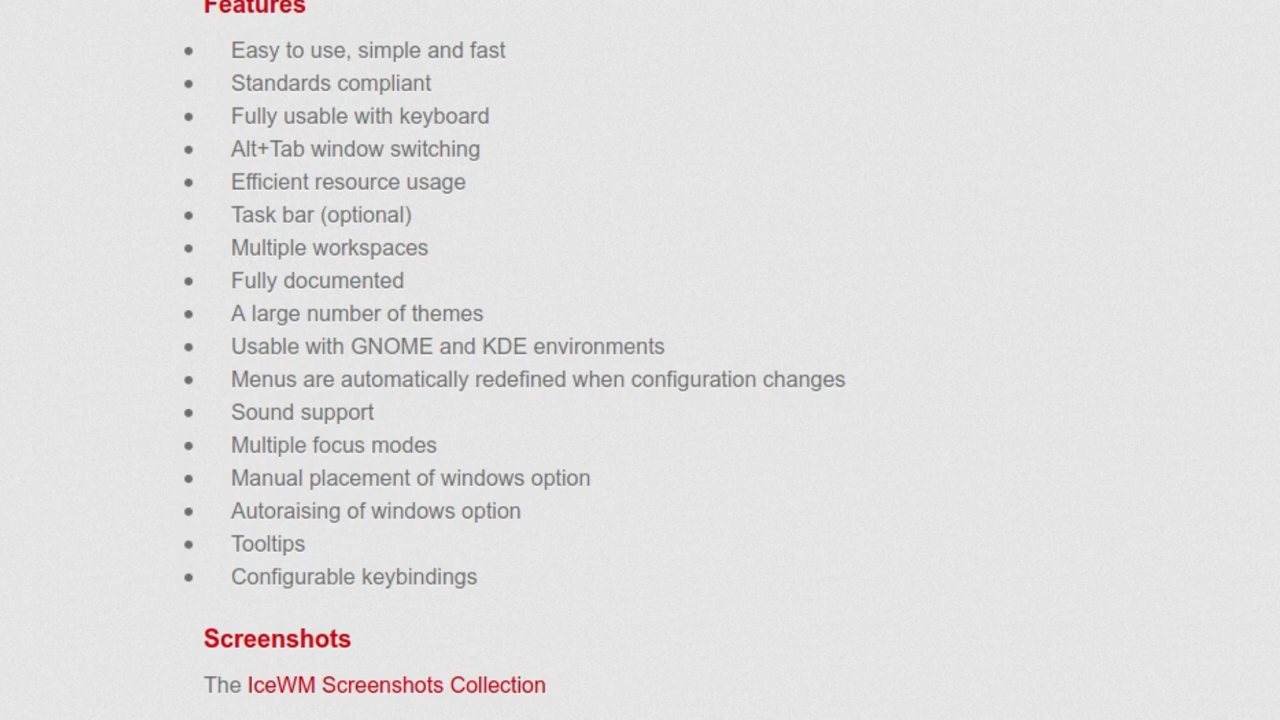 Features
Easy to use, simple and fast
Standards compliant
Fully usable with keyboard
Alt+Tab window switching
Efficient resource usage
Task bar (optional)
Multiple workspaces
Fully documented
A large number of themes
Usable with GNOME and KDE environments
Menus are automatically redefined when configuration changes
Sound support
Multiple focus modes
Manual placement of windows option
Autoraising of windows option
Tooltips
Configurable keybindings
Screenshots
The IceWM Screenshots Collection